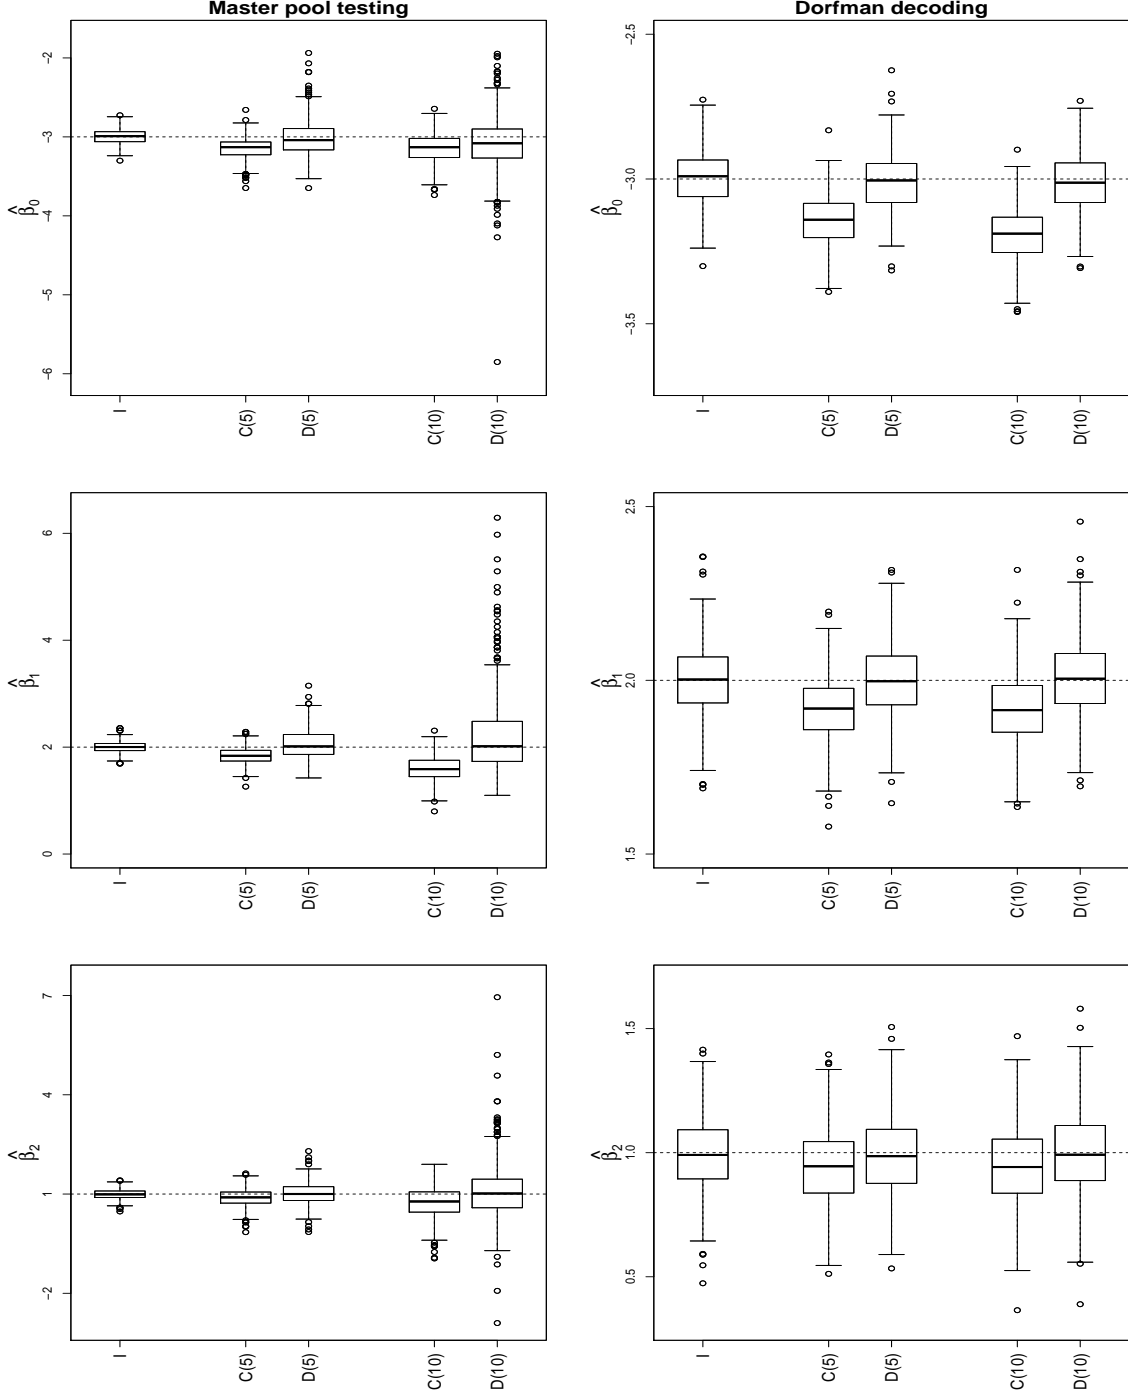 Master pool testing
Dorfman decoding
−2
−3
−4
−5
−6
β̂0
I
C(5)
D(5)
C(10)
D(10)
−2.5
−3.0
−3.5
β̂0
I
C(5)
D(5)
C(10)
D(10)
6
4
2
0
β̂1
I
C(5)
D(5)
C(10)
D(10)
2.5
2.0
1.5
β̂1
I
C(5)
D(5)
C(10)
D(10)
7
4
1
−2
β̂2
I
C(5)
D(5)
C(10)
D(10)
1.5
1.0
0.5
β̂2
I
C(5)
D(5)
C(10)
D(10)